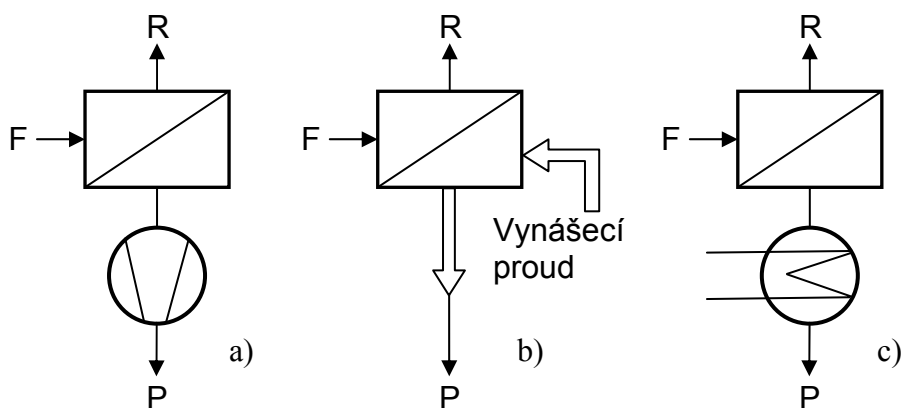 R R R
F F F
Vynášecí
proud
a) b) c)
P P P